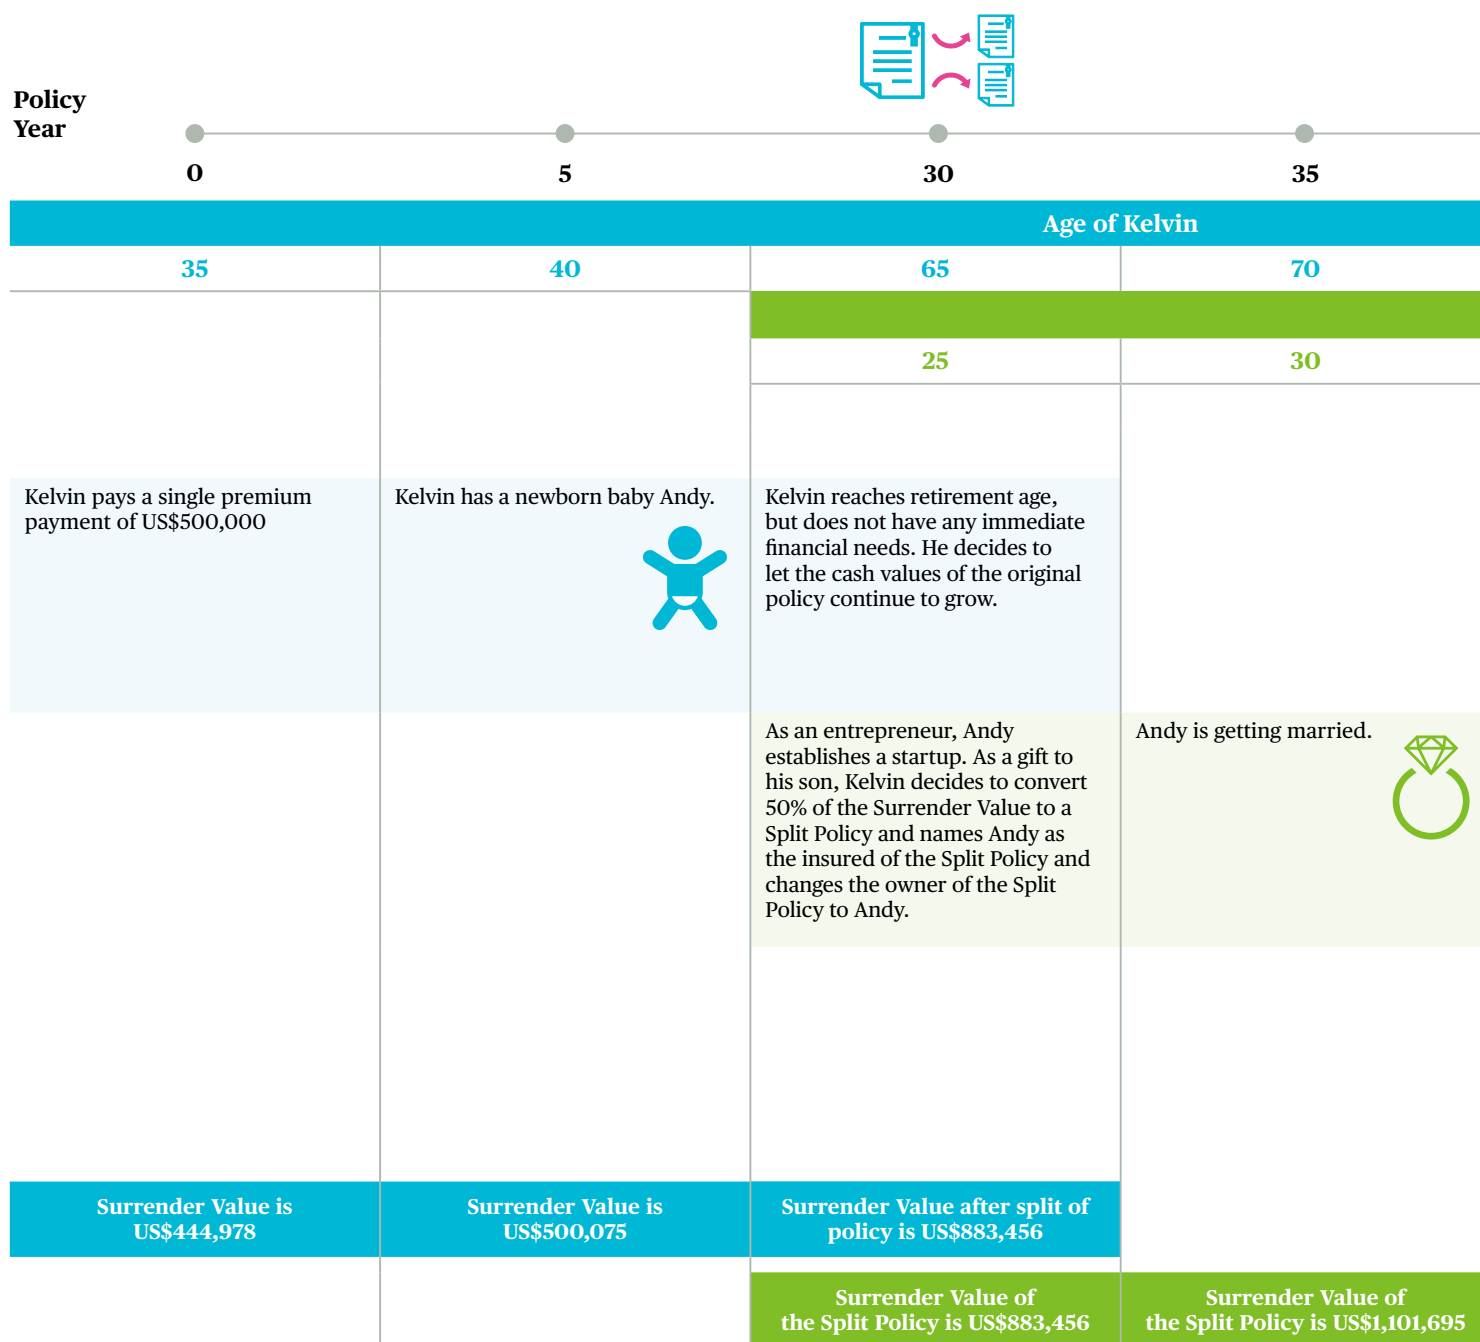 Policy
Year
0
5
30
35
Age of Kelvin
35
40
65
70
25
30
Kelvin pays a single premium
payment of US$500,000
Kelvin has a newborn baby Andy.
Kelvin reaches retirement age,
but does not have any immediate
financial needs. He decides to
let the cash values of the original
policy continue to grow.
As an entrepreneur, Andy
establishes a startup. As a gift to
his son, Kelvin decides to convert
50% of the Surrender Value to a
Split Policy and names Andy as
the insured of the Split Policy and
changes the owner of the Split
Policy to Andy.
Andy is getting married.
Surrender Value is
US$444,978
Surrender Value is
US$500,075
Surrender Value after split of
policy is US$883,456
Surrender Value of
the Split Policy is US$883,456
Surrender Value of
the Split Policy is US$1,101,695